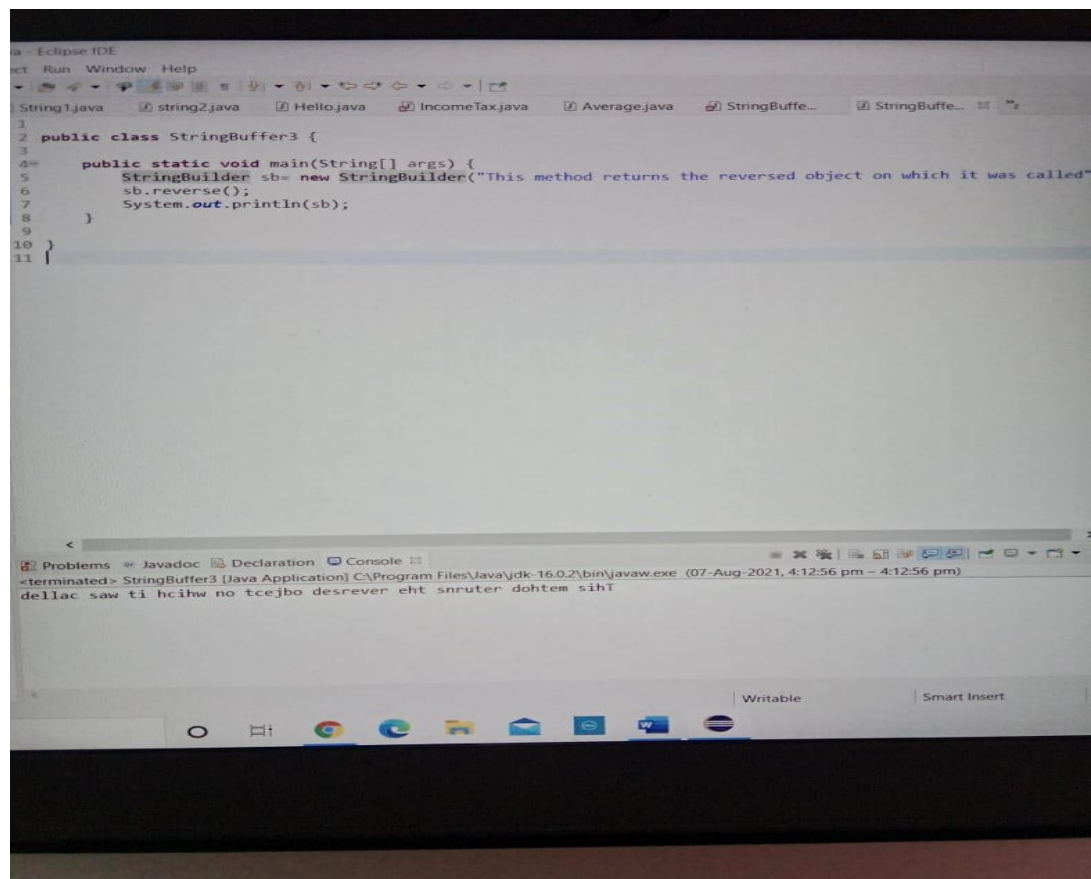 va - Eclipse IDE
ect Run Window Help
String1.java string2.java Hello.java IncomeTax.java Average.java StringBuffe... StringBuffe...
1
2 public class StringBuffer3 {
3
4 public static void main(String[] args) {
5 StringBuilder sb= new StringBuilder("This method returns the reversed object on which it was called"
6 sb.reverse();
7 System.out.println(sb);
8 }
9
10 }
11
Problems Javadoc Declaration Console
<terminated> StringBuffer3 [Java Application] C:\Program Files\Java\jdk-16.0.2\bin\javaw.exe (07-Aug-2021, 4:12:56 pm – 4:12:56 pm)
dellac saw ti hcihw no tcejbo desrever eht snruter dohtem sihT
Writable Smart Insert